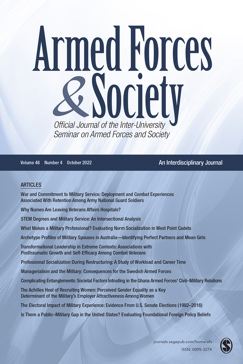 Armed Forces
& Society
Official Journal of the Inter-University
Seminar on Armed Forces and Society
Volume 48 Number 4 October 2022
An Interdisciplinary Journal
ARTICLES
War and Commitment to Military Service: Deployment and Combat Experiences
Associated With Retention Among Army National Guard Soldiers
Why Names Are Leaving Veterans Affairs Hospitals?
STEM Degrees and Military Service: An Intersectional Analysis
What Makes a Military Professional? Evaluating Norm Socialization in West Point Cadets
Archetype Profiles of Military Spouses in Australia—Identifying Perfect Partners and Mean Girls
Transformational Leadership in Extreme Contexts: Associations with
Posttraumatic Growth and Self-Efficacy Among Combat Veterans
Professional Socialization During Restructuring: A Study of Workload and Career Time
Managerialism and the Military: Consequences for the Swedish Armed Forces
Complicating Entanglements: Societal Factors Intruding in the Ghana Armed Forces' Civil–Military Relations
The Achilles Heel of Recruiting Women: Perceived Gender Equality as a Key
Determinant of the Military's Employer Attractiveness Among Women
The Electoral Impact of Military Experience: Evidence From U.S. Senate Elections (1982–2016)
Is There a Public–Military Gap in the United States? Evaluating Foundational Foreign Policy Beliefs
journals.sagepub.com/home/afs
ISSN: 0095-327X